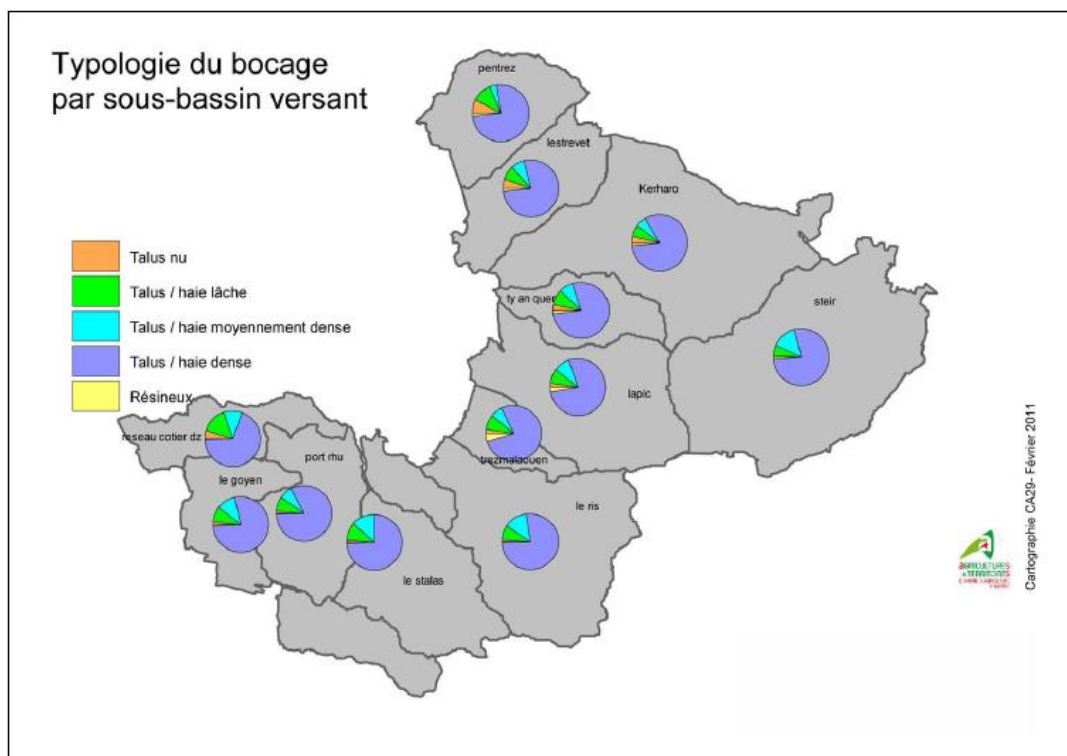 Typologie du bocage
par sous-bassin versant
pentrez
lestrevet
Kerharo
Talus nu
Talus / haie lâche
Talus / haie moyennement dense
Talus / haie dense
Résineux
ty an quer
steir
lapic
reseau cotier dz
port rhu
trezmalaouen
le goyen
le ris
le stalas
AGRICULTURES
& TERRITOIRES
Cartographie CA29- Février 2011